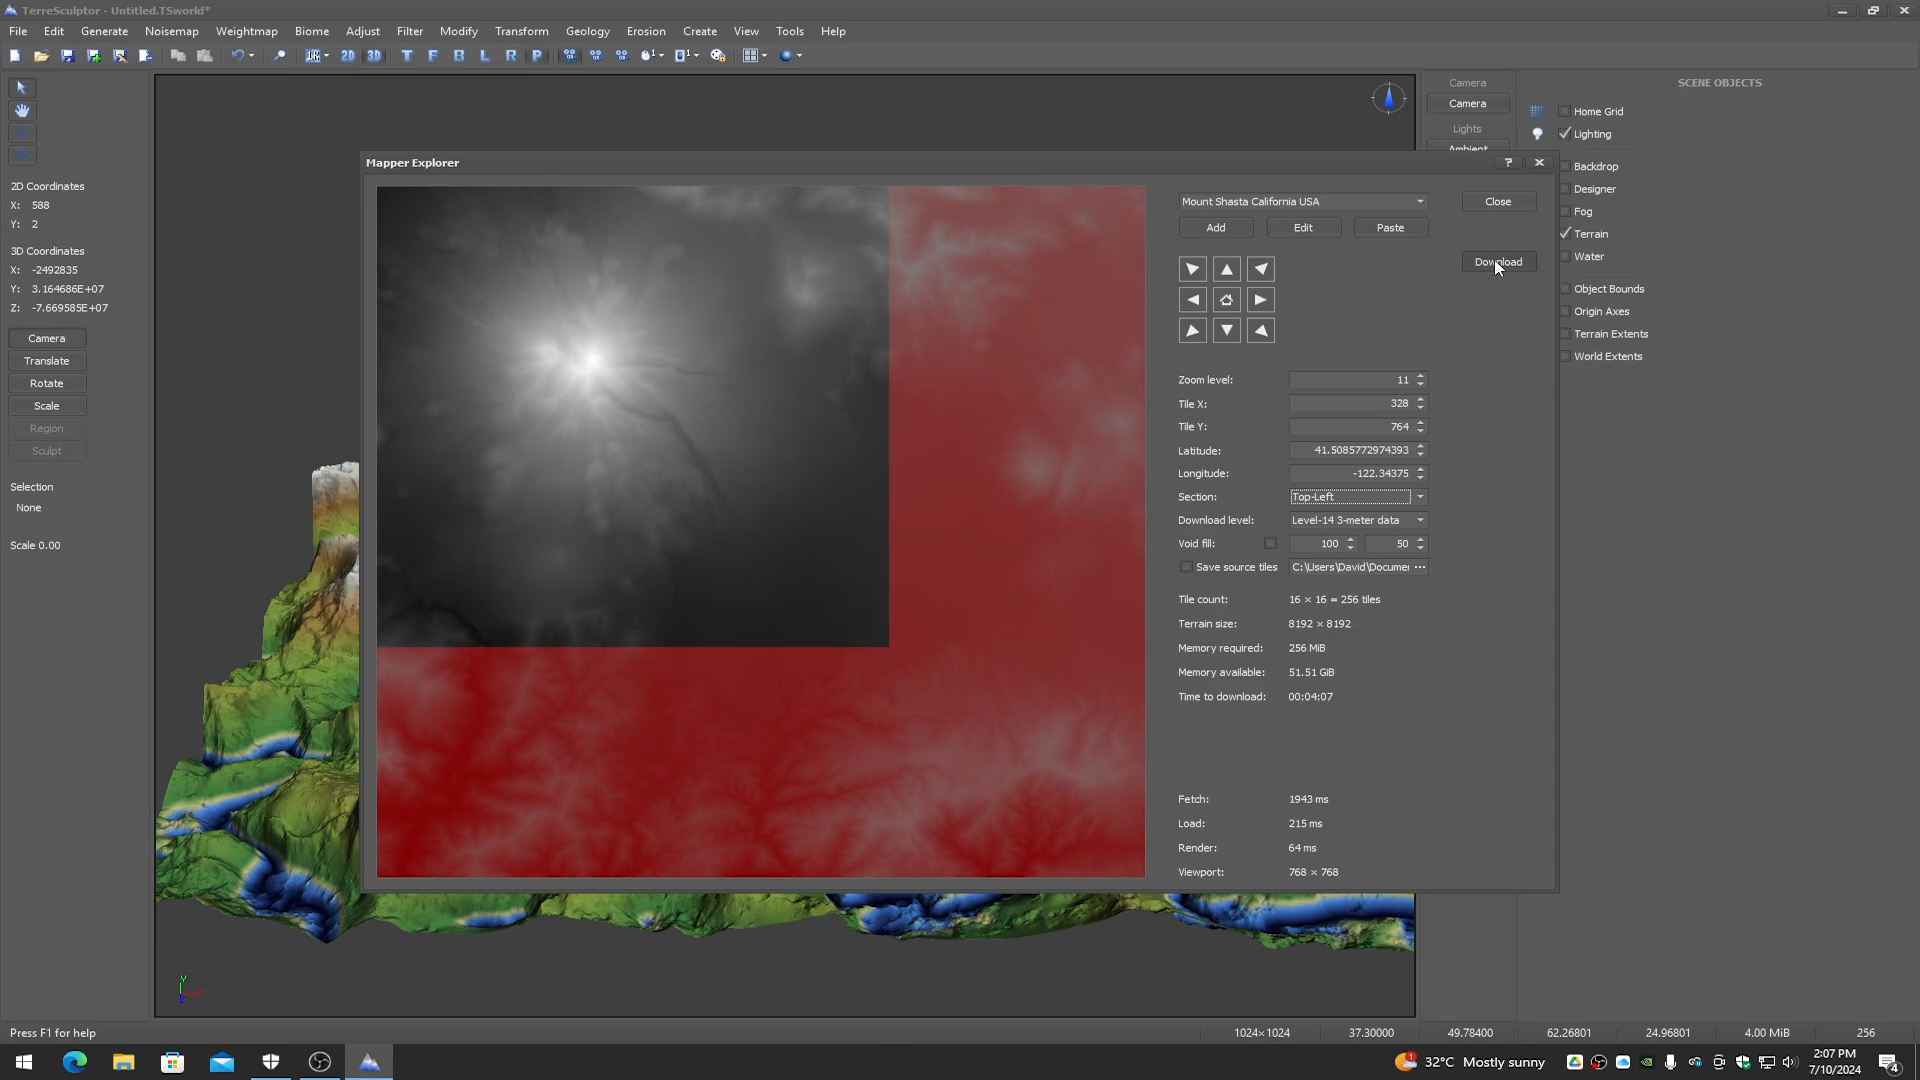 TerreSculptor - Untitled.TSworld*
File Edit Generate Noisemap Weightmap Biome Adjust Filter Modify Transform Geology Erosion Create View Tools Help
2D 3D T F B L R P
2D Coordinates
X: 588
Y: 2
3D Coordinates
X: -2492835
Y: 3.164686E+07
Z: -7.669585E+07
Camera
Translate
Rotate
Scale
Region
Sculpt
Selection
None
Scale 0.00
Mapper Explorer
?
Mount Shasta California USA
Close
Add Edit Paste
Download
Zoom level: 11
Tile X: 328
Tile Y: 764
Latitude: 41.5085772974393
Longitude: -122.34375
Section: Top-Left
Download level: Level-14 3-meter data
Void fill: 100 50
Save source tiles C:\Users\David\Documen ...
Tile count: 16 × 16 = 256 tiles
Terrain size: 8192 × 8192
Memory required: 256 MiB
Memory available: 51.51 GiB
Time to download: 00:04:07
Fetch: 1943 ms
Load: 215 ms
Render: 64 ms
Viewport: 768 × 768
Camera
Camera
Lights
Ambient
SCENE OBJECTS
Home Grid
Lighting
Backdrop
Designer
Fog
Terrain
Water
Object Bounds
Origin Axes
Terrain Extents
World Extents
Y
Press F1 for help
1024×1024 37.30000 49.78400 62.26801 24.96801 4.00 MiB 256
1 32°C Mostly sunny
2:07 PM
7/10/2024
4